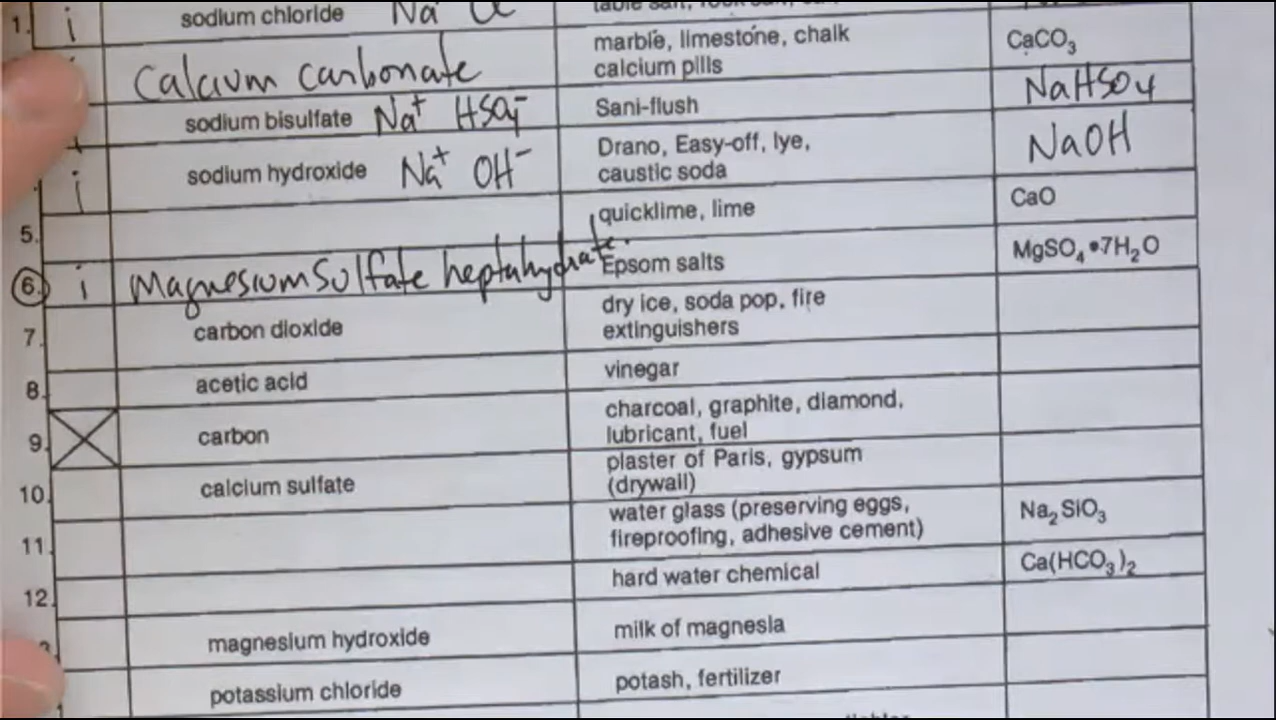 1. i sodium chloride Na Cl
marble, limestone, chalk
calcium pills
Calcium carbonate CaCO₃
sodium bisulfate Na⁺ HSO₄⁻ Sani-flush NaHSO₄
i sodium hydroxide Na⁺ OH⁻ Drano, Easy-off, lye,
caustic soda NaOH
5. quicklime, lime CaO
6. i Magnesium Sulfate heptahydrate. Epsom salts MgSO₄•7H₂O
7. carbon dioxide dry ice, soda pop, fire
extinguishers
8. acetic acid vinegar
9. carbon charcoal, graphite, diamond,
lubricant, fuel
10. calcium sulfate plaster of Paris, gypsum
(drywall)
11. water glass (preserving eggs,
fireproofing, adhesive cement) Na₂SiO₃
12. hard water chemical Ca(HCO₃)₂
magnesium hydroxide milk of magnesia
potassium chloride potash, fertilizer